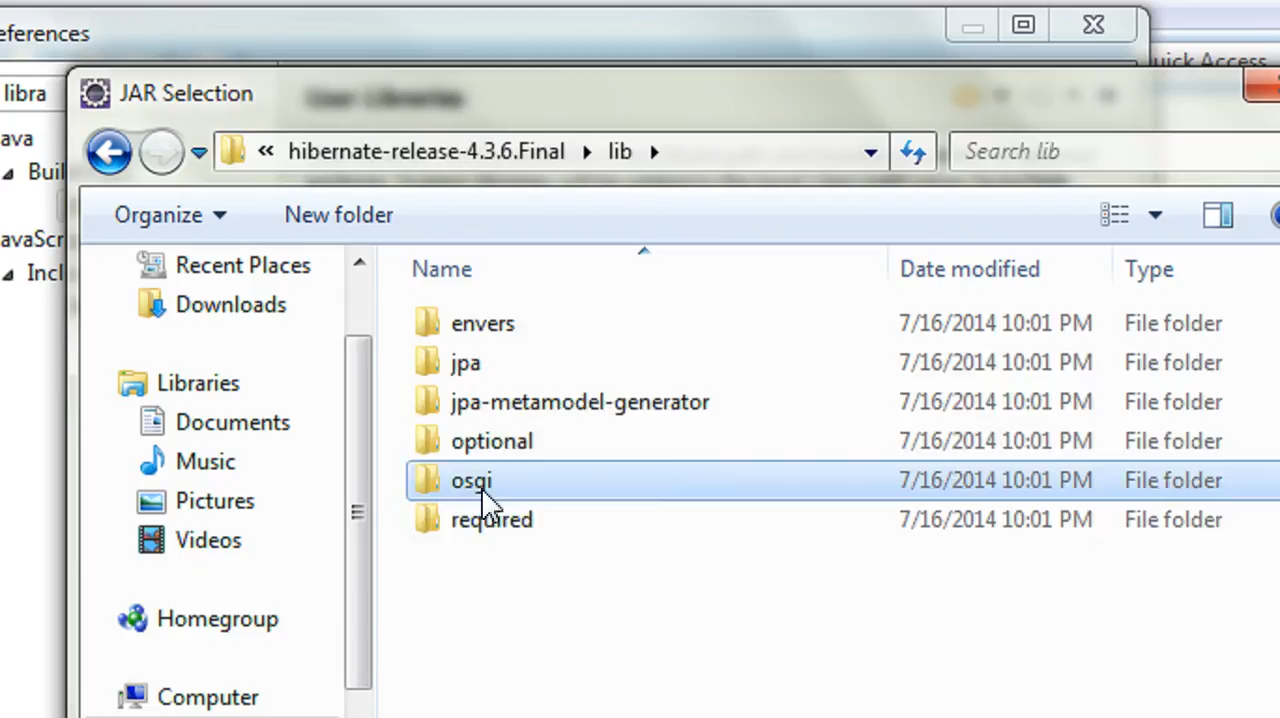 eferences
uick Access
libra
JAR Selection
User Libraries
hibernate-release-4.3.6.Final
lib
Search lib
ava
Buil
avaScr
Incl
Organize
New folder
Name
Date modified
Type
Recent Places
Downloads
Libraries
Documents
Music
Pictures
Videos
Homegroup
Computer
envers 7/16/2014 10:01 PM File folder
jpa 7/16/2014 10:01 PM File folder
jpa-metamodel-generator 7/16/2014 10:01 PM File folder
optional 7/16/2014 10:01 PM File folder
osgi 7/16/2014 10:01 PM File folder
required 7/16/2014 10:01 PM File folder